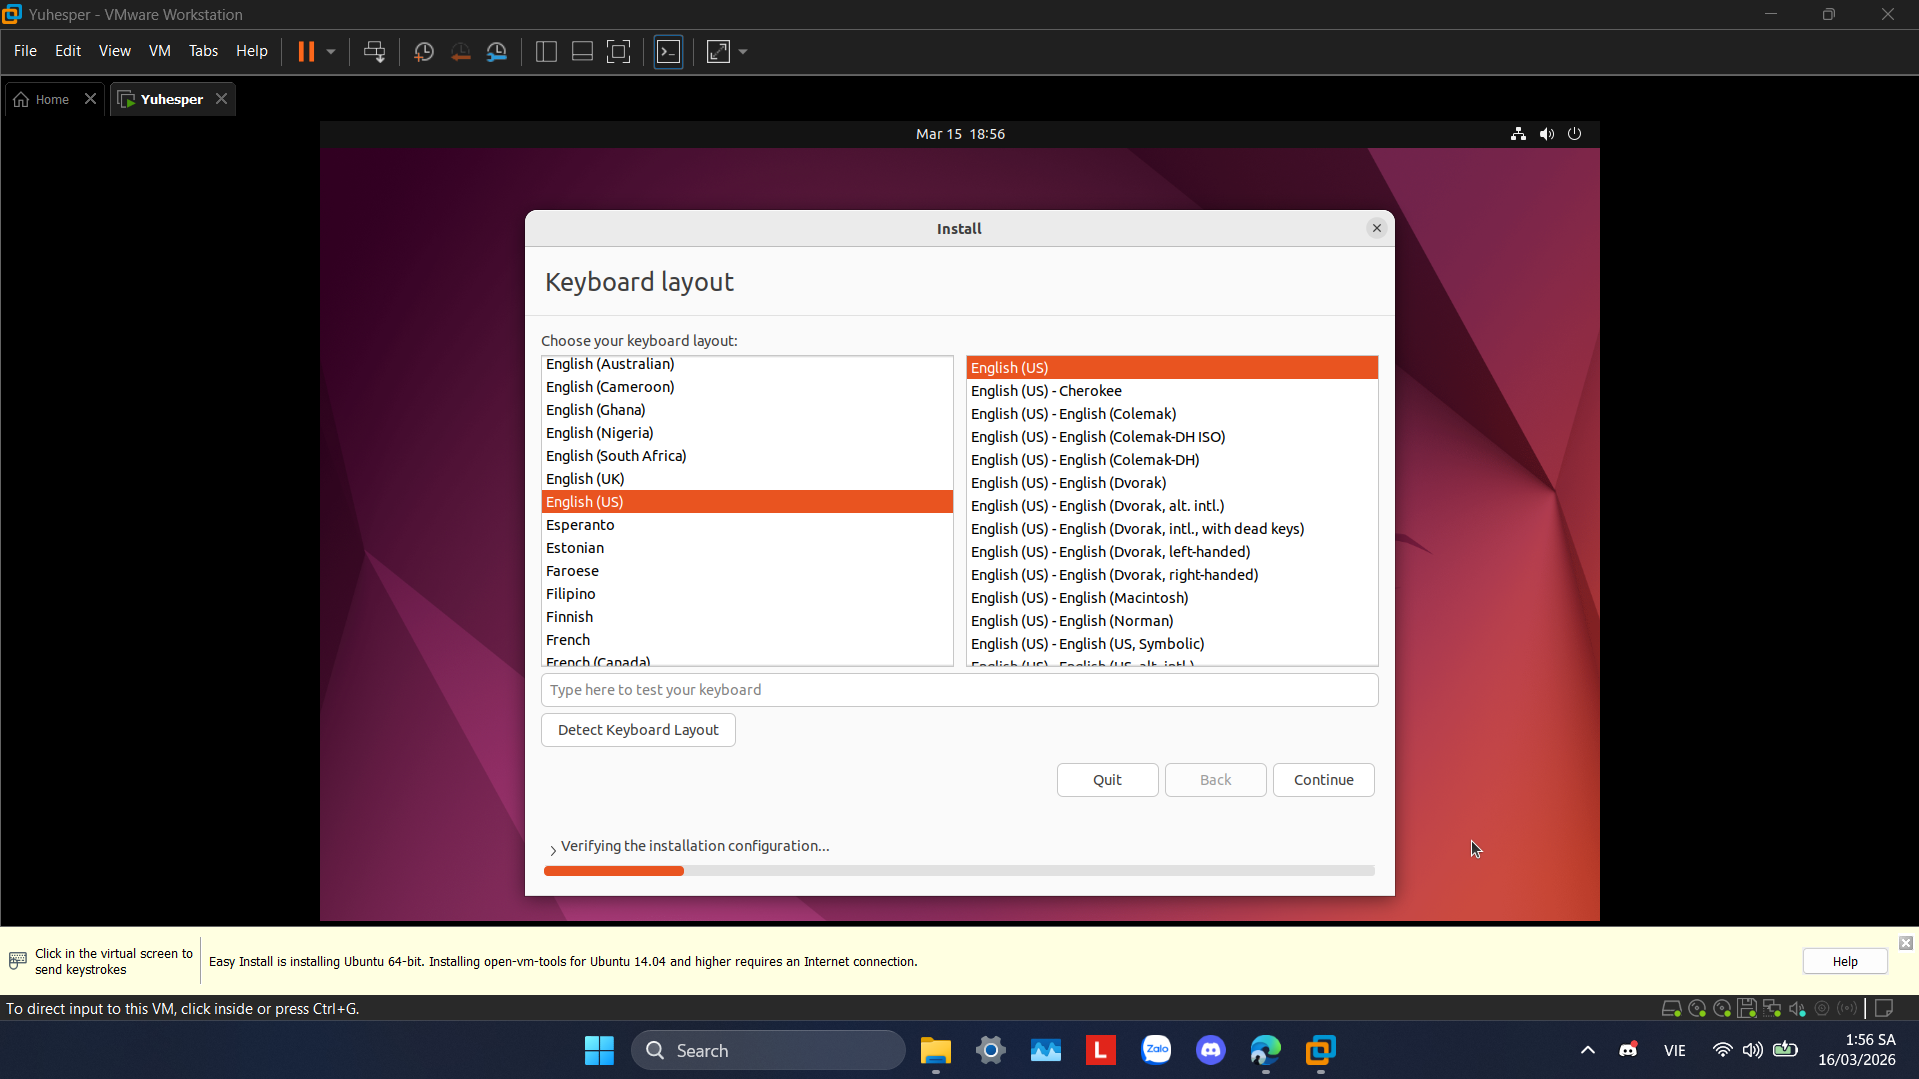 Yuhesper - VMware Workstation
File Edit View VM Tabs Help
Home
Yuhesper
Mar 15 18:56
Install
Keyboard layout
Choose your keyboard layout:
English (Australian)
English (Cameroon)
English (Ghana)
English (Nigeria)
English (South Africa)
English (UK)
English (US)
Esperanto
Estonian
Faroese
Filipino
Finnish
French
French (Canada)
English (US)
English (US) - Cherokee
English (US) - English (Colemak)
English (US) - English (Colemak-DH ISO)
English (US) - English (Colemak-DH)
English (US) - English (Dvorak)
English (US) - English (Dvorak, alt. intl.)
English (US) - English (Dvorak, intl., with dead keys)
English (US) - English (Dvorak, left-handed)
English (US) - English (Dvorak, right-handed)
English (US) - English (Macintosh)
English (US) - English (Norman)
English (US) - English (US, Symbolic)
English (US) - English (US, alt. intl.)
Type here to test your keyboard
Detect Keyboard Layout
Quit
Back
Continue
Verifying the installation configuration...
Click in the virtual screen to
send keystrokes
Easy Install is installing Ubuntu 64-bit. Installing open-vm-tools for Ubuntu 14.04 and higher requires an Internet connection.
Help
To direct input to this VM, click inside or press Ctrl+G.
Search
L
Zalo
VIE
1:56 SA
16/03/2026